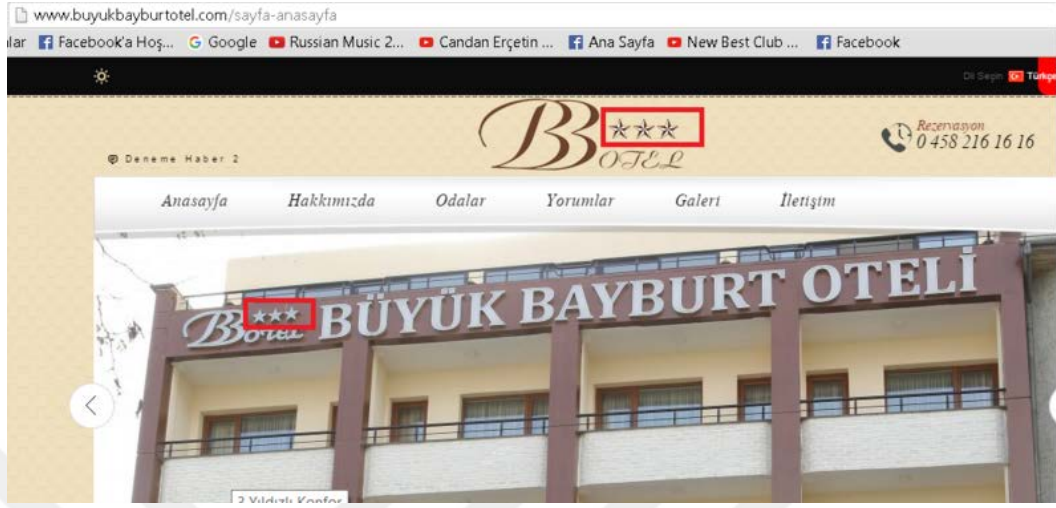 www.buyukbayburtotel.com/sayfa-anasayfa
lar Facebook'a Hoş... Google Russian Music 2... Candan Erçetin ... Ana Sayfa New Best Club ... Facebook
Dil Seçin Türkçe
BB OTEL
Rezervasyon
0 458 216 16 16
Deneme Haber 2
Anasayfa Hakkımızda Odalar Yorumlar Galeri İletişim
BB OTEL BÜYÜK BAYBURT OTELİ
3 Yıldızlı Konfor